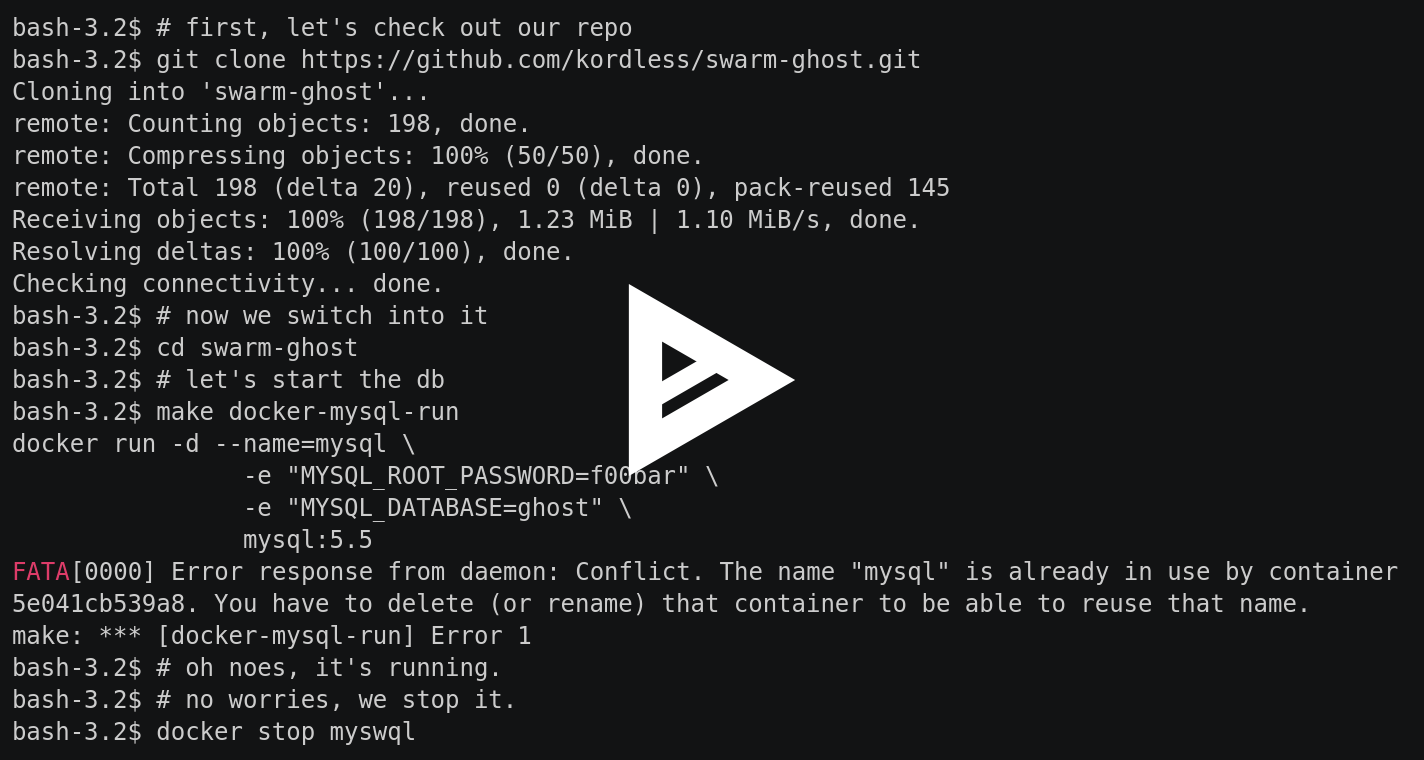 bash-3.2$ # first, let's check out our repo
bash-3.2$ git clone https://github.com/kordless/swarm-ghost.git
Cloning into 'swarm-ghost'...
remote: Counting objects: 198, done.
remote: Compressing objects: 100% (50/50), done.
remote: Total 198 (delta 20), reused 0 (delta 0), pack-reused 145
Receiving objects: 100% (198/198), 1.23 MiB | 1.10 MiB/s, done.
Resolving deltas: 100% (100/100), done.
Checking connectivity... done.
bash-3.2$ # now we switch into it
bash-3.2$ cd swarm-ghost
bash-3.2$ # let's start the db
bash-3.2$ make docker-mysql-run
docker run -d --name=mysql \
                -e "MYSQL_ROOT_PASSWORD=f00bar" \
                -e "MYSQL_DATABASE=ghost" \
                mysql:5.5
FATA[0000] Error response from daemon: Conflict. The name "mysql" is already in use by container
5e041cb539a8. You have to delete (or rename) that container to be able to reuse that name.
make: *** [docker-mysql-run] Error 1
bash-3.2$ # oh noes, it's running.
bash-3.2$ # no worries, we stop it.
bash-3.2$ docker stop myswql